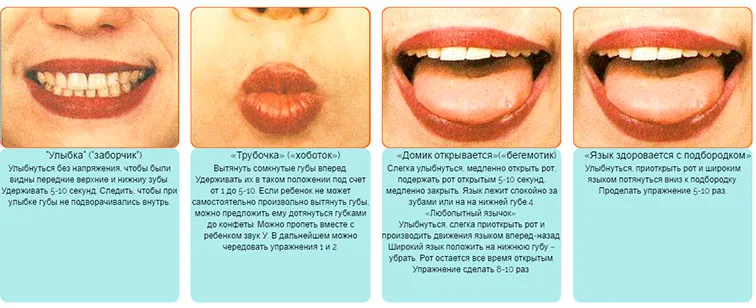 "Улыбка" ("заборчик")
Улыбнуться без напряжения, чтобы были
видны передние верхние и нижну зубы.
Удерживать 5-10 секунд. Следить, чтобы при
улыбке губы не подворачивались внутрь.
«Трубочка» («хоботок»)
Вытянуть сомкнутые губы вперед.
Удерживать их в таком положении под счет
от 1 до 5-10. Если ребенок не может
самостоятельно произвольно вытянуть губы,
можно предложить ему дотянуться губками
до конфеты. Можно пропеть вместе с
ребенком звук У. В дальнейшем можно
чередовать упражнения 1 и 2.
«Домик открывается»(«бегемотик)
Слегка улыбнуться, медленно открыть рот,
подержать рот открытым 5-10 секунд,
медленно закрыть. Язык лежит спокойно за
зубами или на на нижней губе.4.
«Любопытный язычок»
Улыбнуться, слегка приоткрыть рот и
производить движения языком вперед-назад.
Широкий язык положить на нижнюю губу –
убрать. Рот остается все время открытым.
Упражнение сделать 8-10 раз
«Язык здоровается с подбородком»
Улыбнуться, приоткрыть рот и широким
языком потянуться вниз к подбородку.
Проделать упражнение 5-10 раз.